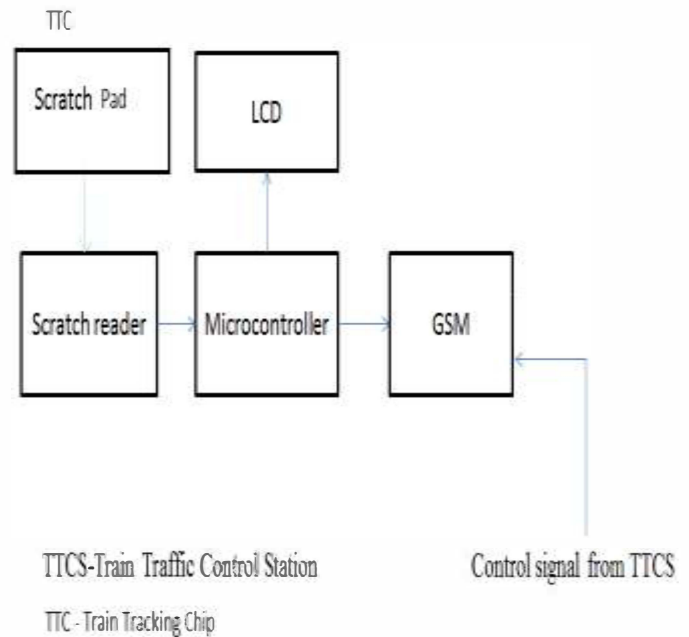 TTC
Scratch Pad
LCD
Scratch reader
Microcontroller
GSM
TTCS-Train Traffic Control Station
Control signal from TTCS
TTC - Train Tracking Chip